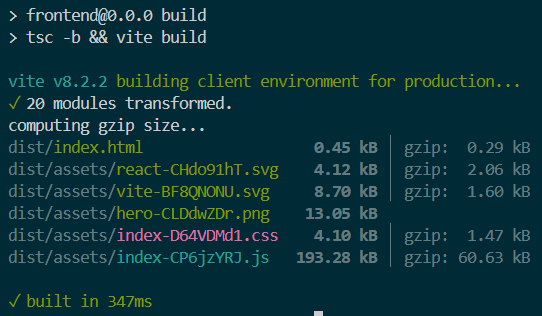 > frontend@0.0.0 build
> tsc -b && vite build
vite v8.2.2 building client environment for production...
✓ 20 modules transformed.
computing gzip size...
dist/index.html 0.45 kB │ gzip: 0.29 kB
dist/assets/react-CHdo91hT.svg 4.12 kB │ gzip: 2.06 kB
dist/assets/vite-BF8QNONU.svg 8.70 kB │ gzip: 1.60 kB
dist/assets/hero-CLDdwZDr.png 13.05 kB
dist/assets/index-D64VDMd1.css 4.10 kB │ gzip: 1.47 kB
dist/assets/index-CP6jzYRJ.js 193.28 kB │ gzip: 60.63 kB
✓ built in 347ms